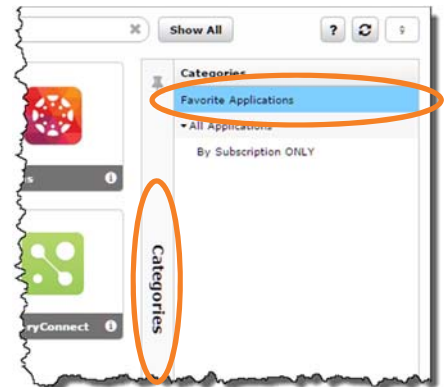 Show All
?
Categories
Favorite Applications
All Applications
By Subscription ONLY
s
Categories
ryConnect